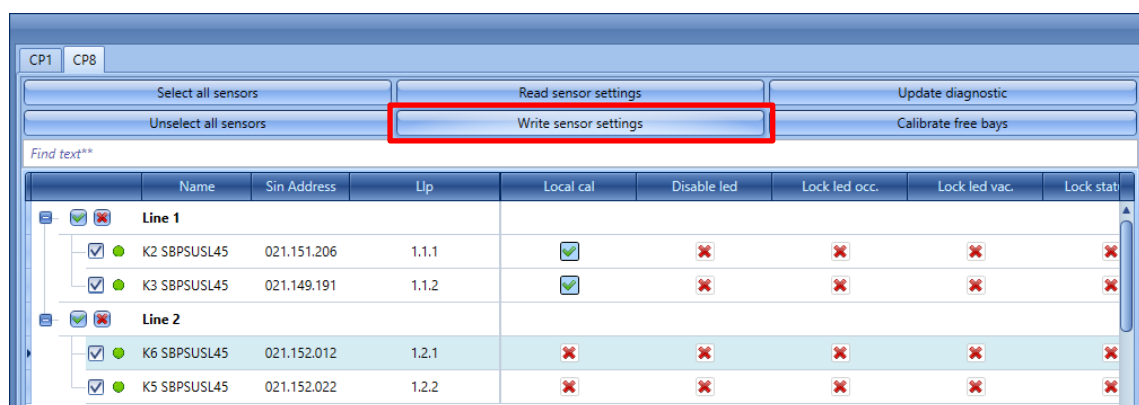 CP1 CP8
Select all sensors Read sensor settings Update diagnostic
Unselect all sensors Write sensor settings Calibrate free bays
Find text**
Name Sin Address Llp Local cal Disable led Lock led occ. Lock led vac. Lock stat
Line 1
K2 SBPSUSL45 021.151.206 1.1.1
K3 SBPSUSL45 021.149.191 1.1.2
Line 2
K6 SBPSUSL45 021.152.012 1.2.1
K5 SBPSUSL45 021.152.022 1.2.2